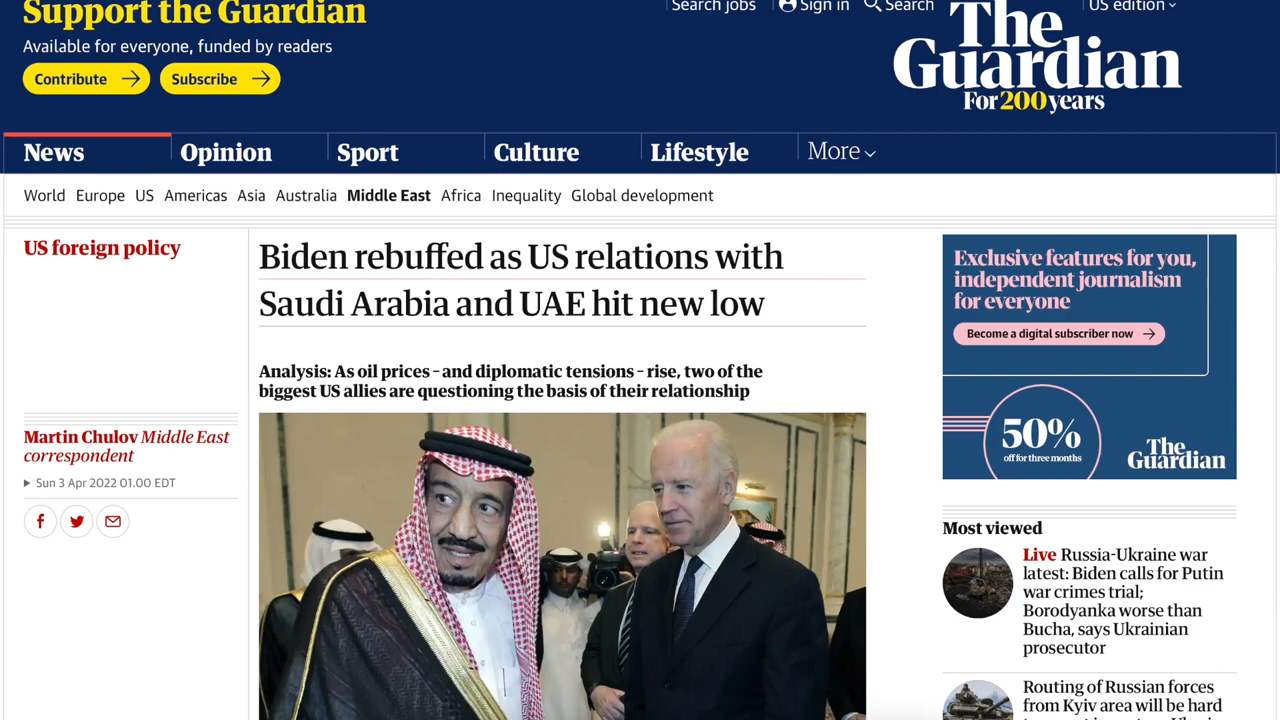 Support the Guardian
Search jobs
Sign in
Search
US edition
Available for everyone, funded by readers
Contribute
Subscribe
The
Guardian
For 200 years
News
Opinion
Sport
Culture
Lifestyle
More
World
Europe
US
Americas
Asia
Australia
Middle East
Africa
Inequality
Global development
US foreign policy
Biden rebuffed as US relations with
Saudi Arabia and UAE hit new low
Analysis: As oil prices – and diplomatic tensions – rise, two of the
biggest US allies are questioning the basis of their relationship
Martin Chulov Middle East
correspondent
Sun 3 Apr 2022 01.00 EDT
Exclusive features for you,
independent journalism
for everyone
Become a digital subscriber now
50%
off for three months
The
Guardian
Most viewed
Live Russia-Ukraine war
latest: Biden calls for Putin
war crimes trial;
Borodyanka worse than
Bucha, says Ukrainian
prosecutor
Routing of Russian forces
from Kyiv area will be hard